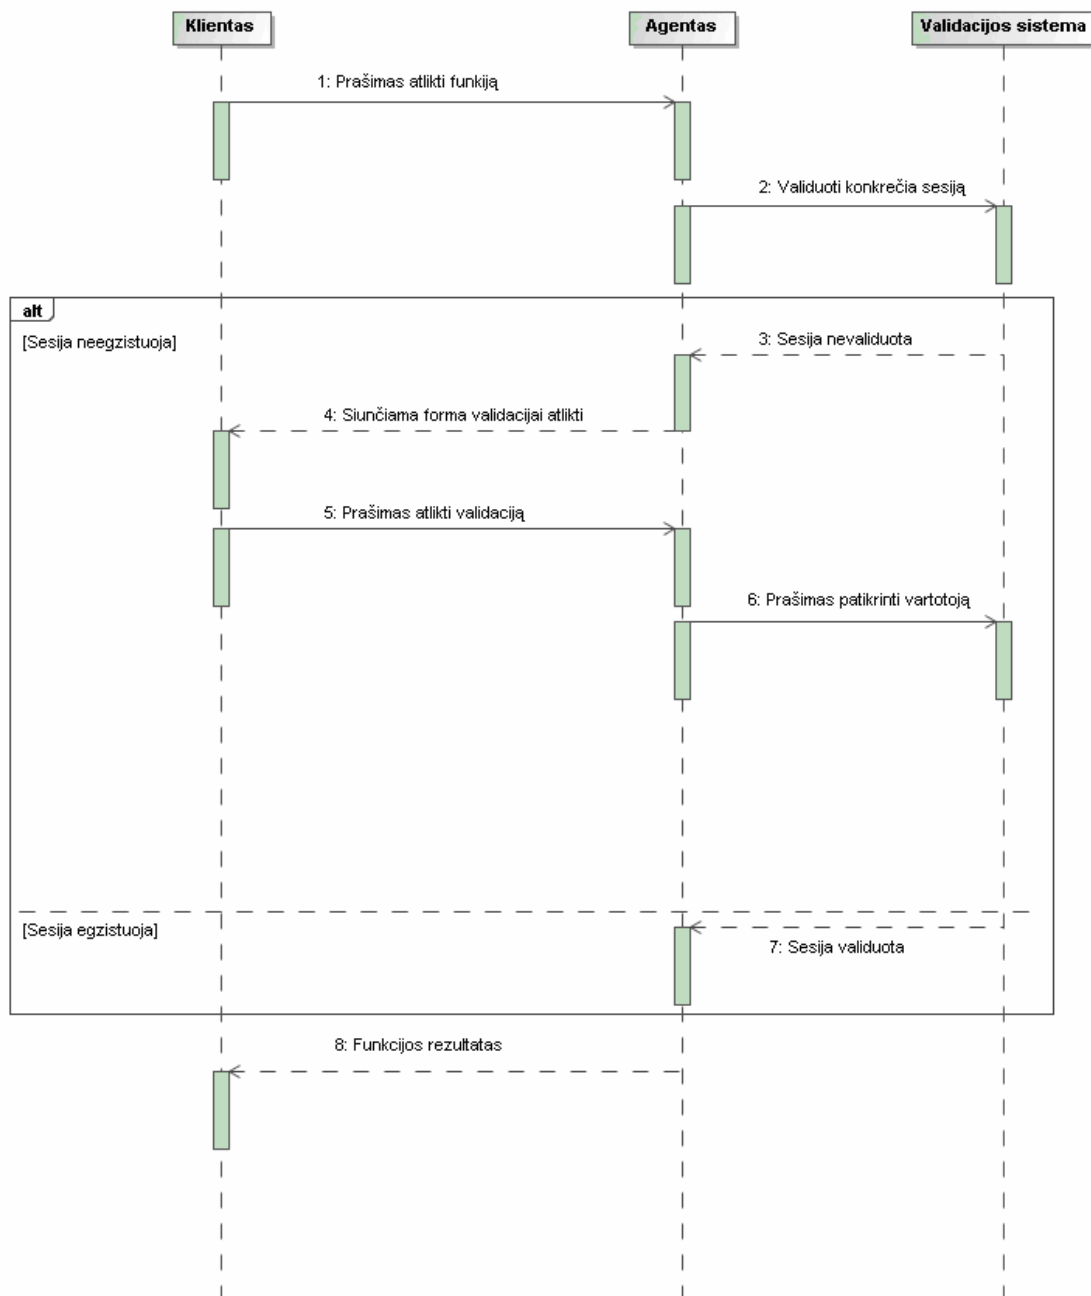 Klientas
Agentas
Validacijos sistema
1: Prašimas atlikti funkiją
2: Validuoti konkrečia sesiją
alt
[Sesija neegzistuoja]
3: Sesija nevaliduota
4: Siunčiama forma validacijai atlikti
5: Prašimas atlikti validaciją
6: Prašimas patikrinti vartotoją
[Sesija egzistuoja]
7: Sesija validuota
8: Funkcijos rezultatas